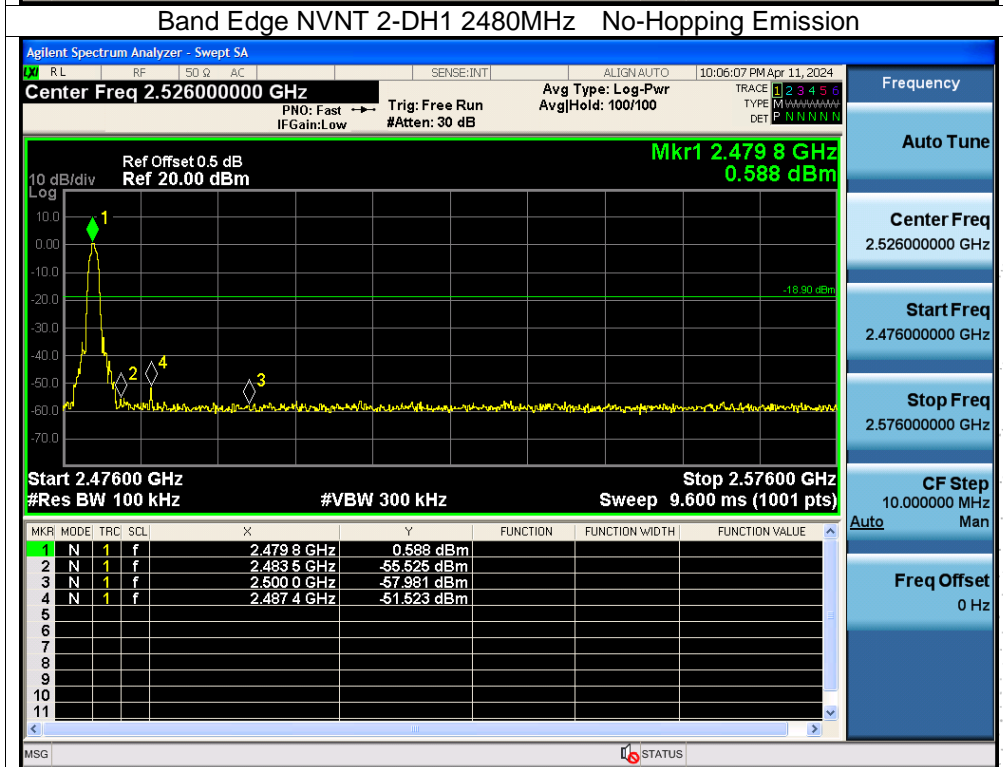 Band Edge NVNT 2-DH1 2480MHz No-Hopping Emission
Agilent Spectrum Analyzer - Swept SA
LXI RL RF 50 Ω AC SENSE:INT ALIGN AUTO 10:06:07 PM Apr 11, 2024
Center Freq 2.526000000 GHz
PNO: Fast
IFGain:Low
Trig: Free Run
#Atten: 30 dB
Avg Type: Log-Pwr
Avg|Hold: 100/100
TRACE 1 2 3 4 5 6
TYPE MWWWWW
DET P N N N N N
Mkr1 2.479 8 GHz
0.588 dBm
Ref Offset 0.5 dB
10 dB/div Ref 20.00 dBm
Log
10.0
0.00
-10.0
-20.0
-30.0
-40.0
-50.0
-60.0
-70.0
1
2
4
3
-18.90 dBm
Start 2.47600 GHz Stop 2.57600 GHz
#Res BW 100 kHz #VBW 300 kHz Sweep 9.600 ms (1001 pts)
MKR MODE TRC SCL X Y FUNCTION FUNCTION WIDTH FUNCTION VALUE
1 N 1 f 2.479 8 GHz 0.588 dBm
2 N 1 f 2.483 5 GHz -55.525 dBm
3 N 1 f 2.500 0 GHz -57.981 dBm
4 N 1 f 2.487 4 GHz -51.523 dBm
5
6
7
8
9
10
11
MSG STATUS
Frequency
Auto Tune
Center Freq
2.526000000 GHz
Start Freq
2.476000000 GHz
Stop Freq
2.576000000 GHz
CF Step
10.000000 MHz
Auto Man
Freq Offset
0 Hz